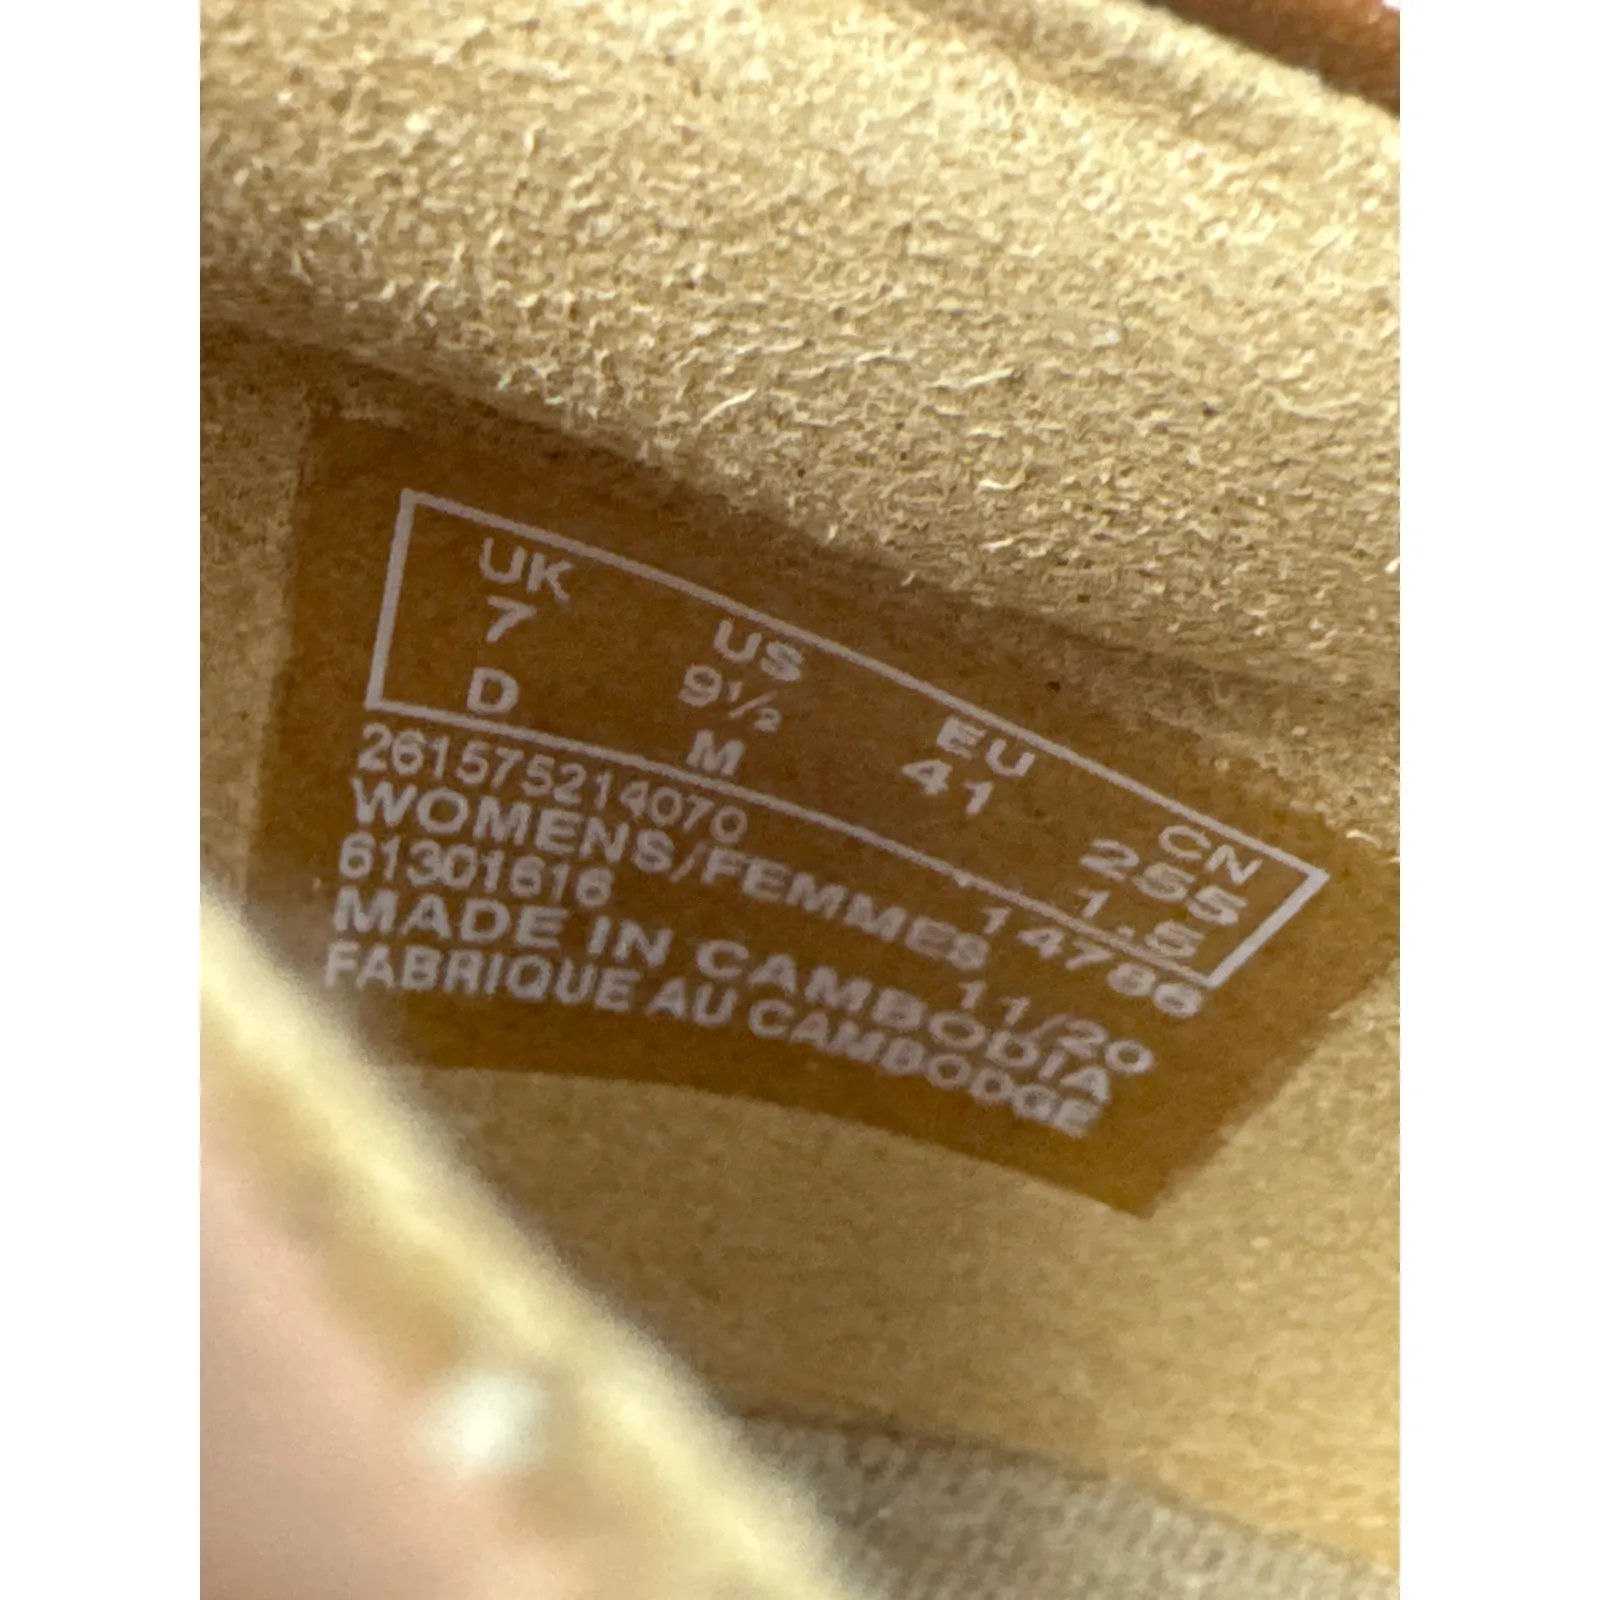 UK US EU CN
7 9½ 41 255
D M 1.5
261575214070 14786
WOMENS/FEMMES
61301616 11/20
MADE IN CAMBODIA
FABRIQUE AU CAMBODGE